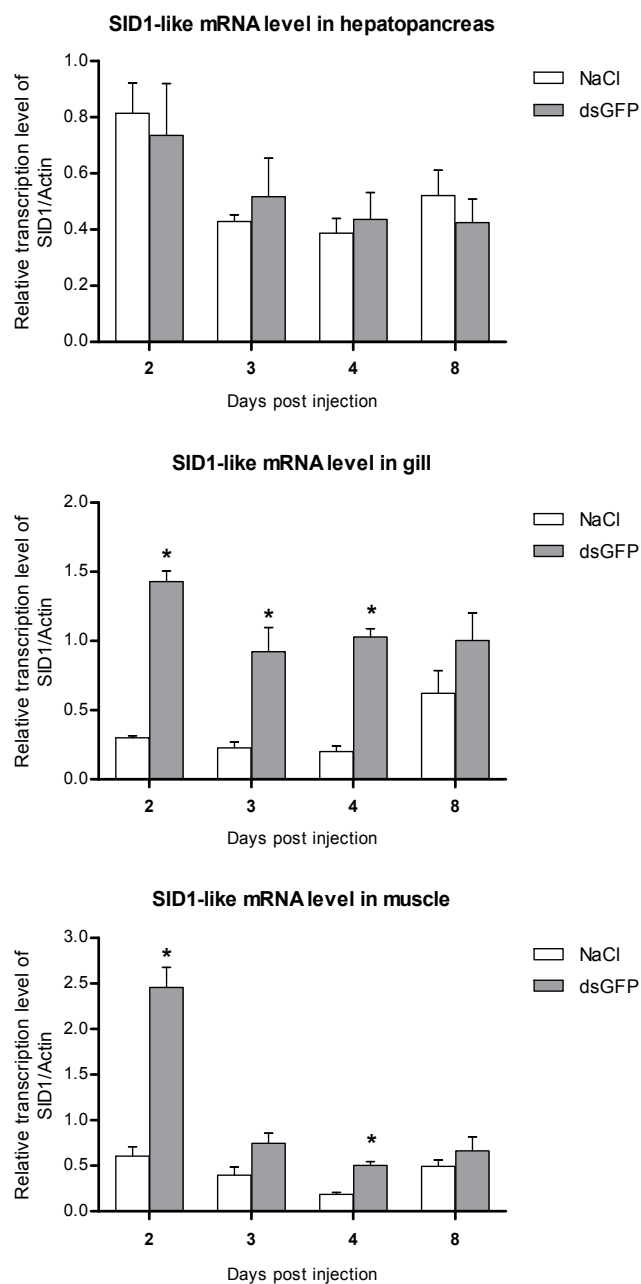 SID1-like mRNA level in hepatopancreas
Relative transcription level of
SID1/Actin
1.0
0.8
0.6
0.4
0.2
0.0
2 3 4 8
Days post injection
NaCl
dsGFP
SID1-like mRNA level in gill
Relative transcription level of
SID1/Actin
2.0
1.5
1.0
0.5
0.0
* * *
2 3 4 8
Days post injection
NaCl
dsGFP
SID1-like mRNA level in muscle
Relative transcription level of
SID1/Actin
3.0
2.5
2.0
1.5
1.0
0.5
0.0
* *
2 3 4 8
Days post injection
NaCl
dsGFP